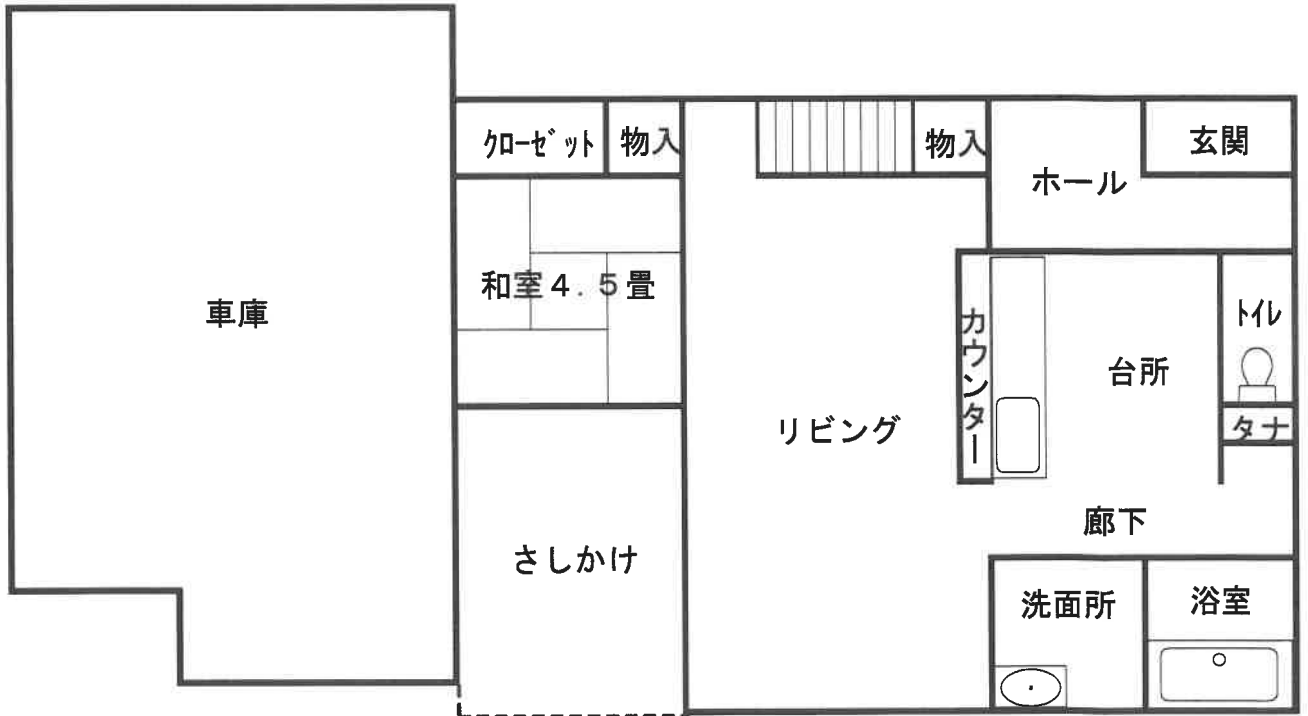 クローゼット
物入
物入
玄関
ホール
和室4.5畳
車庫
トイレ
カウンター
台所
リビング
タナ
廊下
さしかけ
洗面所
浴室